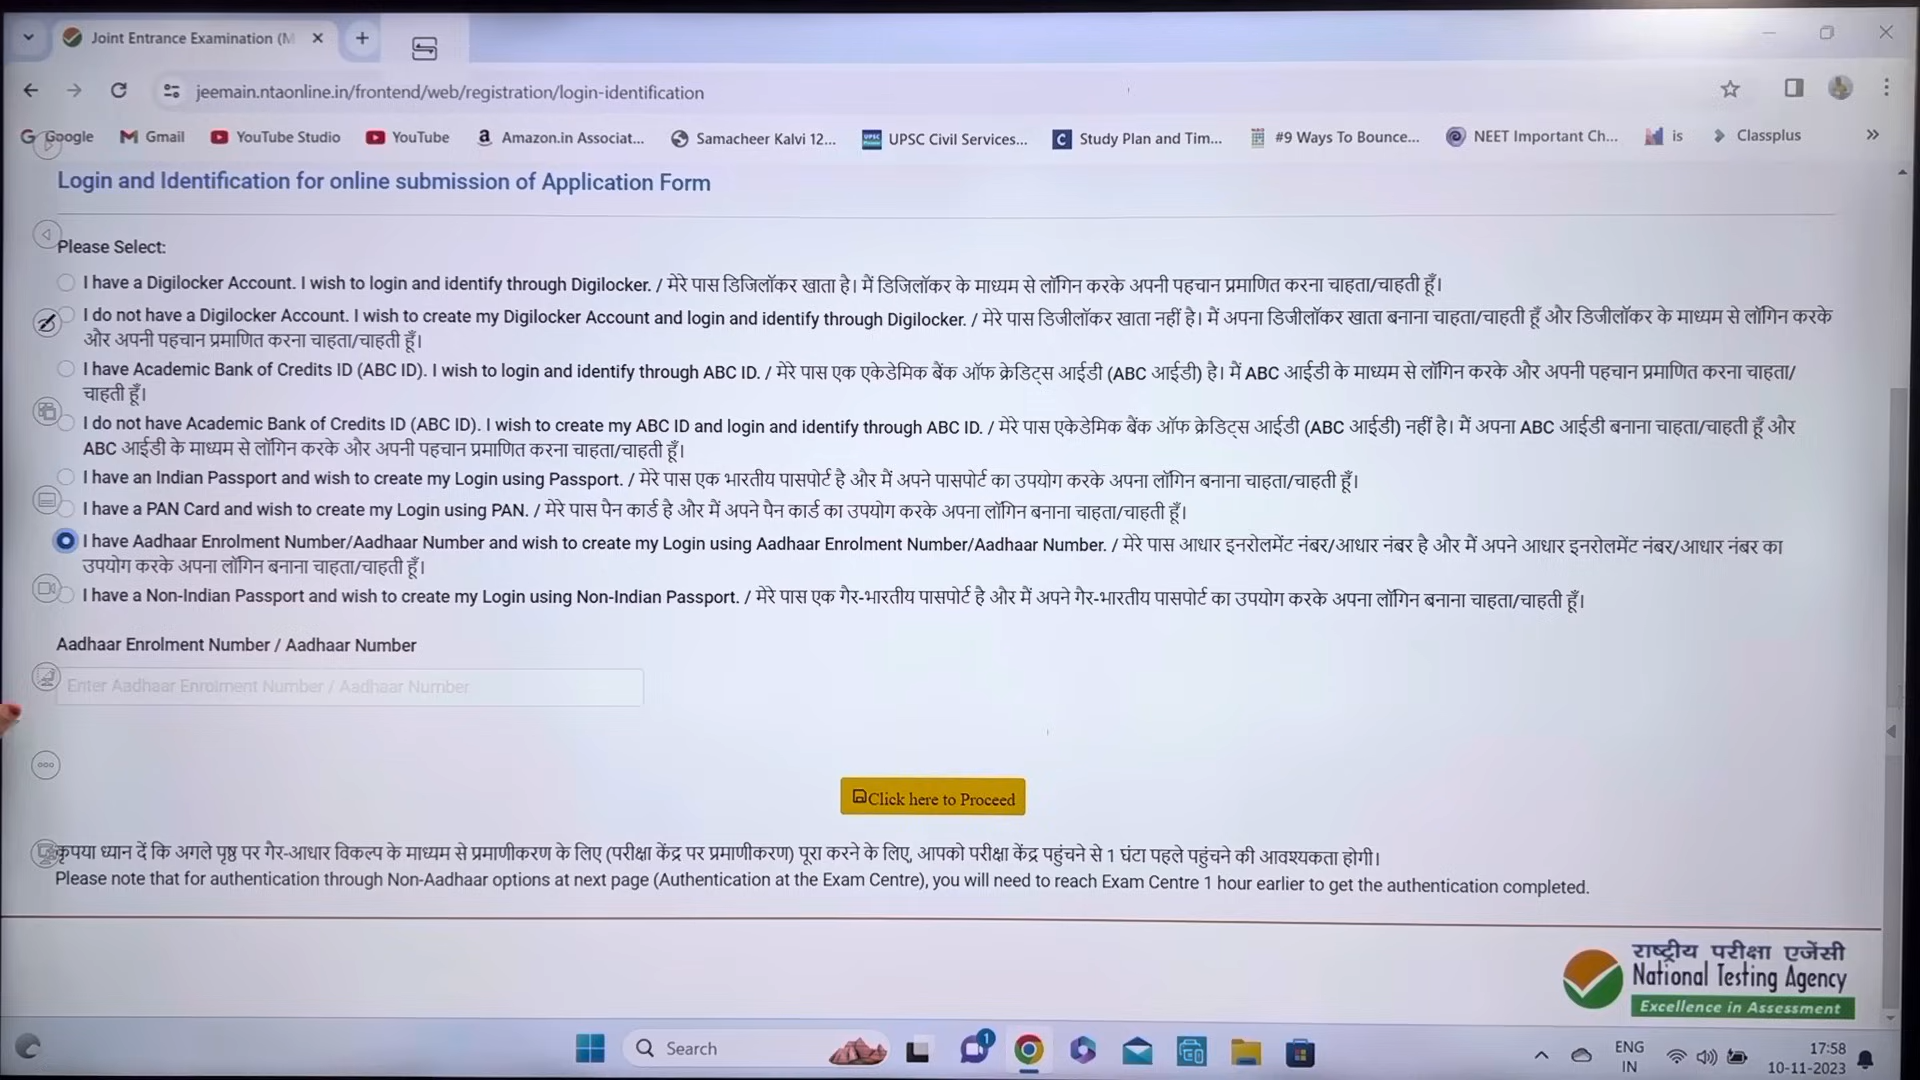 Joint Entrance Examination (M
jeemain.ntaonline.in/frontend/web/registration/login-identification
Google Gmail YouTube Studio YouTube Amazon.in Associat... Samacheer Kalvi 12... UPSC Civil Services... Study Plan and Tim... #9 Ways To Bounce... NEET Important Ch... is Classplus
Login and Identification for online submission of Application Form
Please Select:
I have a Digilocker Account. I wish to login and identify through Digilocker. / मेरे पास डिजिलॉकर खाता है। मैं डिजिलॉकर के माध्यम से लॉगिन करके अपनी पहचान प्रमाणित करना चाहता/चाहती हूँ।
I do not have a Digilocker Account. I wish to create my Digilocker Account and login and identify through Digilocker. / मेरे पास डिजीलॉकर खाता नहीं है। मैं अपना डिजीलॉकर खाता बनाना चाहता/चाहती हूँ और डिजीलॉकर के माध्यम से लॉगिन करके
और अपनी पहचान प्रमाणित करना चाहता/चाहती हूँ।
I have Academic Bank of Credits ID (ABC ID). I wish to login and identify through ABC ID. / मेरे पास एक एकेडेमिक बैंक ऑफ क्रेडिट्स आईडी (ABC आईडी) है। मैं ABC आईडी के माध्यम से लॉगिन करके और अपनी पहचान प्रमाणित करना चाहता/
चाहती हूँ।
I do not have Academic Bank of Credits ID (ABC ID). I wish to create my ABC ID and login and identify through ABC ID. / मेरे पास एकेडेमिक बैंक ऑफ क्रेडिट्स आईडी (ABC आईडी) नहीं है। मैं अपना ABC आईडी बनाना चाहता/चाहती हूँ और
ABC आईडी के माध्यम से लॉगिन करके और अपनी पहचान प्रमाणित करना चाहता/चाहती हूँ।
I have an Indian Passport and wish to create my Login using Passport. / मेरे पास एक भारतीय पासपोर्ट है और मैं अपने पासपोर्ट का उपयोग करके अपना लॉगिन बनाना चाहता/चाहती हूँ।
I have a PAN Card and wish to create my Login using PAN. / मेरे पास पैन कार्ड है और मैं अपने पैन कार्ड का उपयोग करके अपना लॉगिन बनाना चाहता/चाहती हूँ।
I have Aadhaar Enrolment Number/Aadhaar Number and wish to create my Login using Aadhaar Enrolment Number/Aadhaar Number. / मेरे पास आधार इनरोलमेंट नंबर/आधार नंबर है और मैं अपने आधार इनरोलमेंट नंबर/आधार नंबर का
उपयोग करके अपना लॉगिन बनाना चाहता/चाहती हूँ।
I have a Non-Indian Passport and wish to create my Login using Non-Indian Passport. / मेरे पास एक गैर-भारतीय पासपोर्ट है और मैं अपने गैर-भारतीय पासपोर्ट का उपयोग करके अपना लॉगिन बनाना चाहता/चाहती हूँ।
Aadhaar Enrolment Number / Aadhaar Number
Enter Aadhaar Enrolment Number / Aadhaar Number
Click here to Proceed
कृपया ध्यान दें कि अगले पृष्ठ पर गैर-आधार विकल्प के माध्यम से प्रमाणीकरण के लिए (परीक्षा केंद्र पर प्रमाणीकरण) पूरा करने के लिए, आपको परीक्षा केंद्र पहुंचने से 1 घंटा पहले पहुंचने की आवश्यकता होगी।
Please note that for authentication through Non-Aadhaar options at next page (Authentication at the Exam Centre), you will need to reach Exam Centre 1 hour earlier to get the authentication completed.
राष्ट्रीय परीक्षा एजेंसी
National Testing Agency
Excellence in Assessment
Search
1
ENG
IN
17:58
10-11-2023